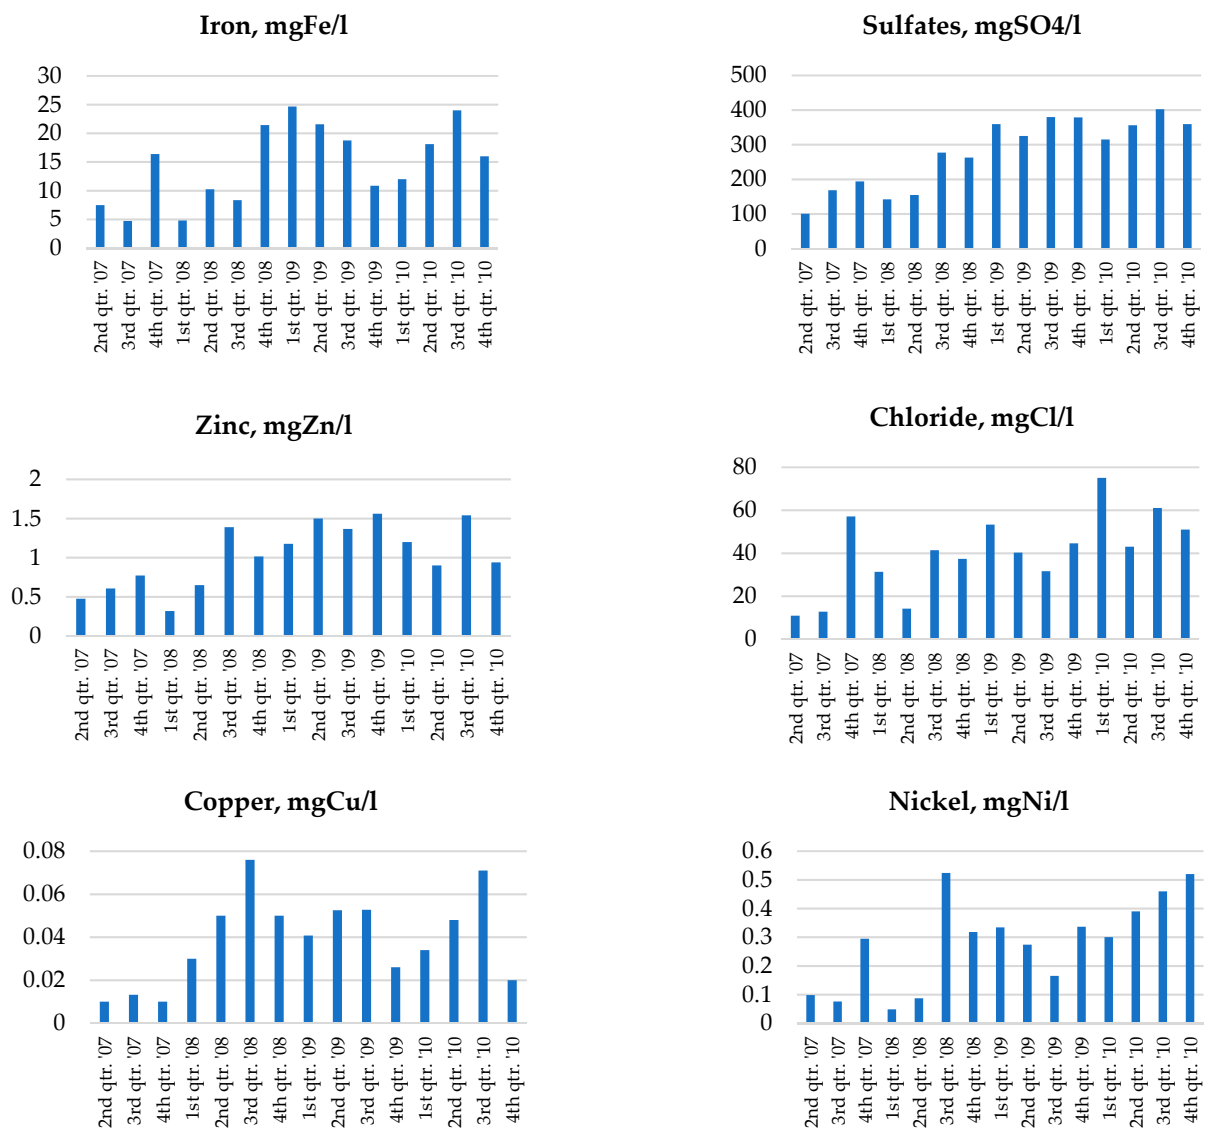 Iron, mgFe/l
30
25
20
15
10
5
0
2nd qtr. '07
3rd qtr. '07
4th qtr. '07
1st qtr. '08
2nd qtr. '08
3rd qtr. '08
4th qtr. '08
1st qtr. '09
2nd qtr. '09
3rd qtr. '09
4th qtr. '09
1st qtr. '10
2nd qtr. '10
3rd qtr. '10
4th qtr. '10
Sulfates, mgSO4/l
500
400
300
200
100
0
2nd qtr. '07
3rd qtr. '07
4th qtr. '07
1st qtr. '08
2nd qtr. '08
3rd qtr. '08
4th qtr. '08
1st qtr. '09
2nd qtr. '09
3rd qtr. '09
4th qtr. '09
1st qtr. '10
2nd qtr. '10
3rd qtr. '10
4th qtr. '10
Zinc, mgZn/l
2
1.5
1
0.5
0
2nd qtr. '07
3rd qtr. '07
4th qtr. '07
1st qtr. '08
2nd qtr. '08
3rd qtr. '08
4th qtr. '08
1st qtr. '09
2nd qtr. '09
3rd qtr. '09
4th qtr. '09
1st qtr. '10
2nd qtr. '10
3rd qtr. '10
4th qtr. '10
Chloride, mgCl/l
80
60
40
20
0
2nd qtr. '07
3rd qtr. '07
4th qtr. '07
1st qtr. '08
2nd qtr. '08
3rd qtr. '08
4th qtr. '08
1st qtr. '09
2nd qtr. '09
3rd qtr. '09
4th qtr. '09
1st qtr. '10
2nd qtr. '10
3rd qtr. '10
4th qtr. '10
Copper, mgCu/l
0.08
0.06
0.04
0.02
0
2nd qtr. '07
3rd qtr. '07
4th qtr. '07
1st qtr. '08
2nd qtr. '08
3rd qtr. '08
4th qtr. '08
1st qtr. '09
2nd qtr. '09
3rd qtr. '09
4th qtr. '09
1st qtr. '10
2nd qtr. '10
3rd qtr. '10
4th qtr. '10
Nickel, mgNi/l
0.6
0.5
0.4
0.3
0.2
0.1
0
2nd qtr. '07
3rd qtr. '07
4th qtr. '07
1st qtr. '08
2nd qtr. '08
3rd qtr. '08
4th qtr. '08
1st qtr. '09
2nd qtr. '09
3rd qtr. '09
4th qtr. '09
1st qtr. '10
2nd qtr. '10
3rd qtr. '10
4th qtr. '10